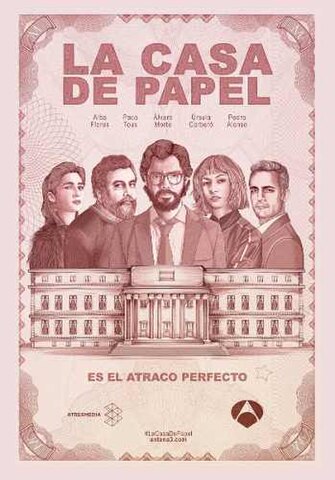 LA CASA
DE PAPEL
Alba Flores
Paco Tous
Álvaro Morte
Úrsula Corberó
Pedro Alonso
ES EL ATRACO PERFECTO
ATRESMEDIA
#LaCasaDePapel
antena3.com